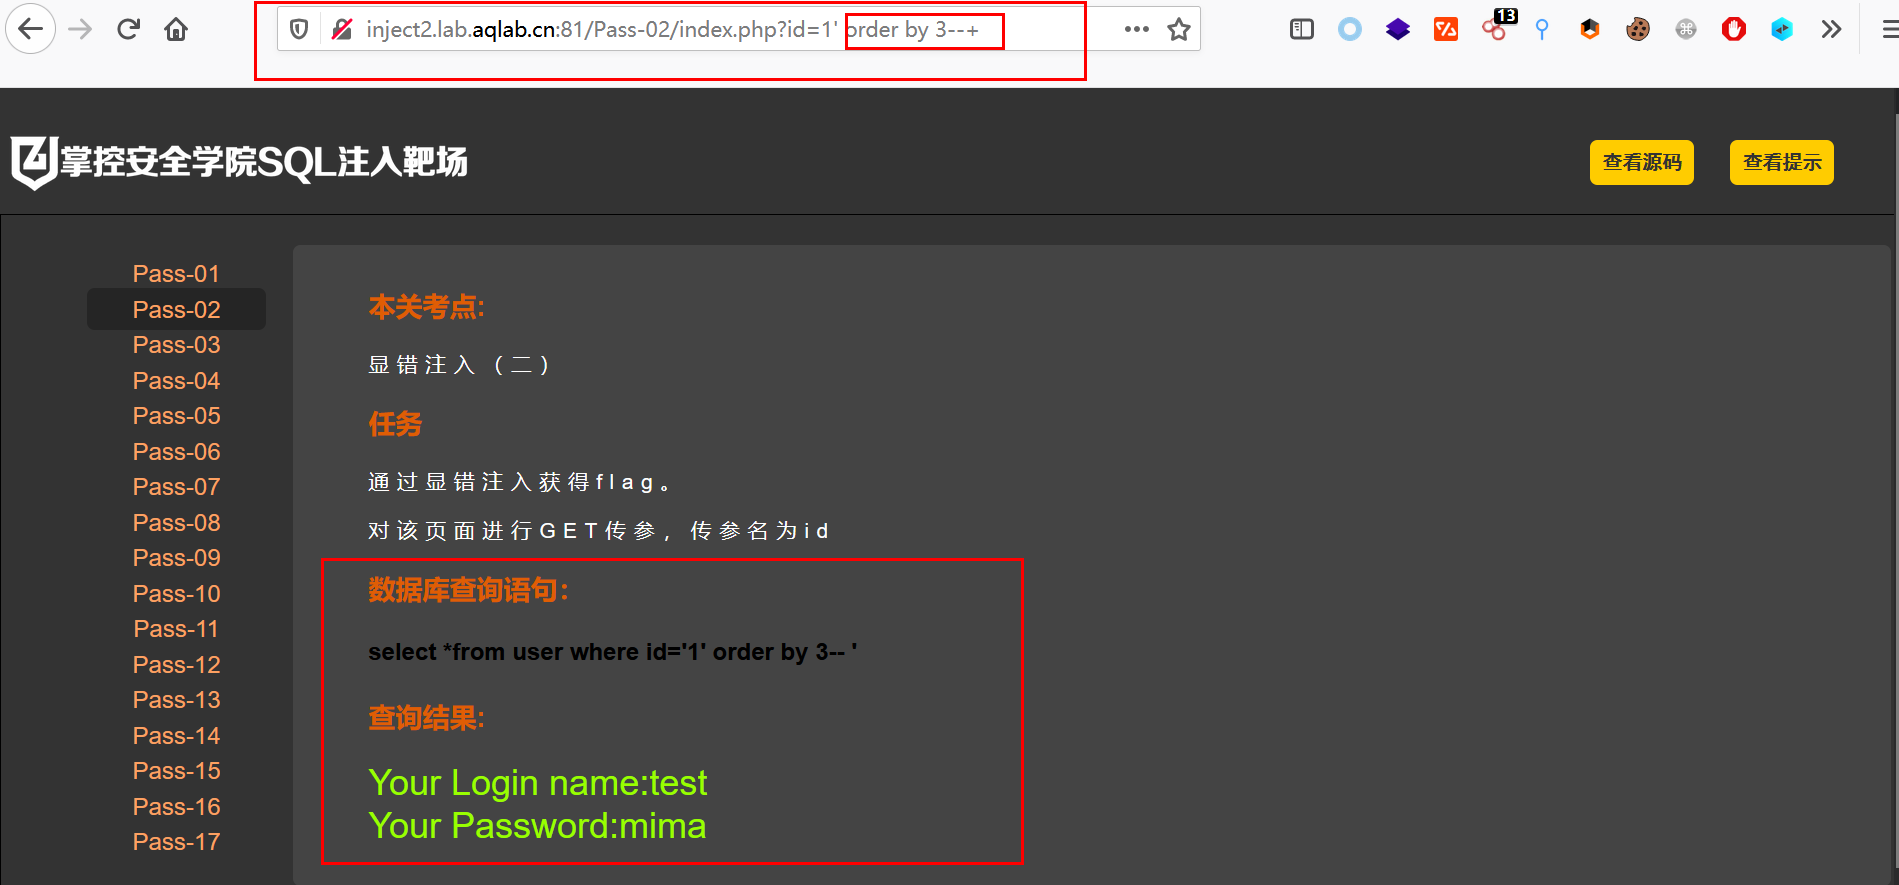 inject2.lab.aqlab.cn:81/Pass-02/index.php?id=1' order by 3--+
13
掌控安全学院SQL注入靶场
查看源码
查看提示
Pass-01
Pass-02
Pass-03
Pass-04
Pass-05
Pass-06
Pass-07
Pass-08
Pass-09
Pass-10
Pass-11
Pass-12
Pass-13
Pass-14
Pass-15
Pass-16
Pass-17
本关考点:
显错注入（二）
任务
通过显错注入获得flag。
对该页面进行GET传参，传参名为id
数据库查询语句：
select *from user where id='1' order by 3-- '
查询结果:
Your Login name:test
Your Password:mima